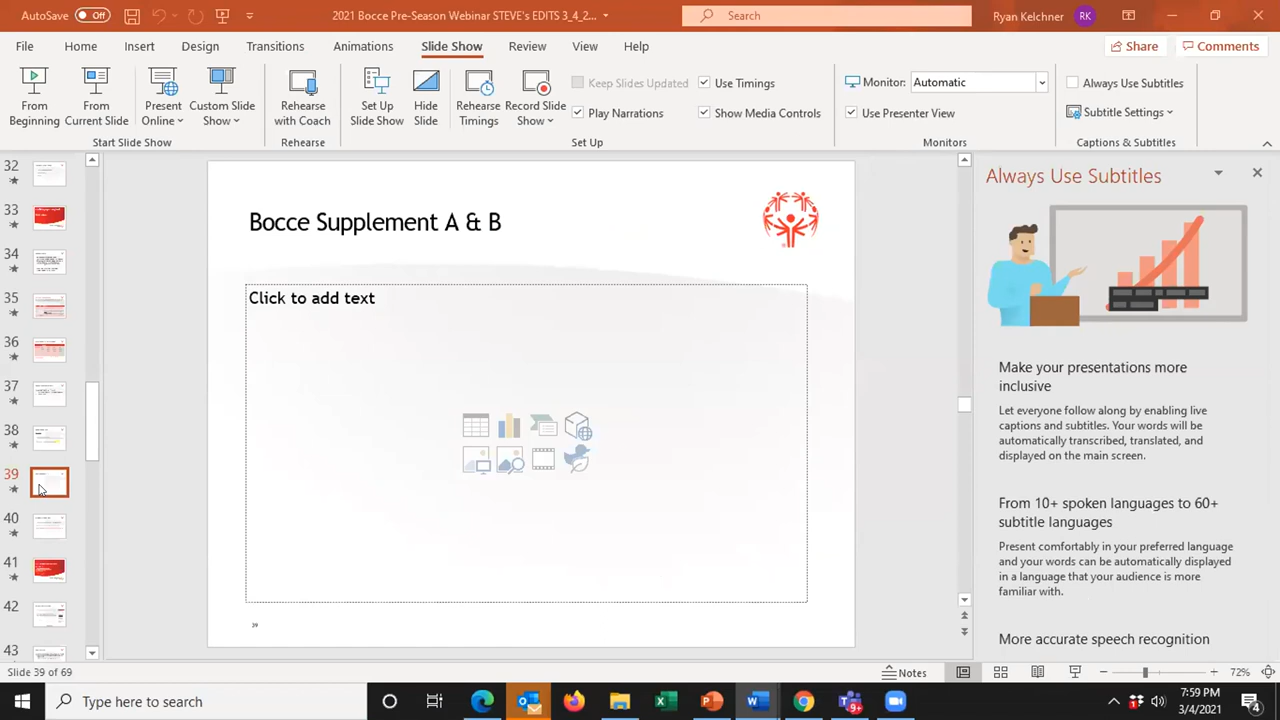 AutoSave Off 2021 Bocce Pre-Season Webinar STEVE's EDITS 3_4_2... Search Ryan Kelchner RK
File Home Insert Design Transitions Animations Slide Show Review View Help Share Comments
From Beginning
From Current Slide
Present Online
Custom Slide Show
Start Slide Show
Rehearse with Coach
Rehearse
Set Up Slide Show
Hide Slide
Rehearse Timings
Record Slide Show
Keep Slides Updated
Play Narrations
Use Timings
Show Media Controls
Set Up
Monitor: Automatic
Use Presenter View
Monitors
Always Use Subtitles
Subtitle Settings
Captions & Subtitles
32
33
34
35
36
37
38
39
40
41
42
43
Bocce Supplement A & B
Click to add text
39
Always Use Subtitles
Make your presentations more
inclusive
Let everyone follow along by enabling live
captions and subtitles. Your words will be
automatically transcribed, translated, and
displayed on the main screen.
From 10+ spoken languages to 60+
subtitle languages
Present comfortably in your preferred language
and your words can be automatically displayed
in a language that your audience is more
familiar with.
More accurate speech recognition
Slide 39 of 69 Notes 72%
Type here to search 9+ 7:59 PM
3/4/2021 4